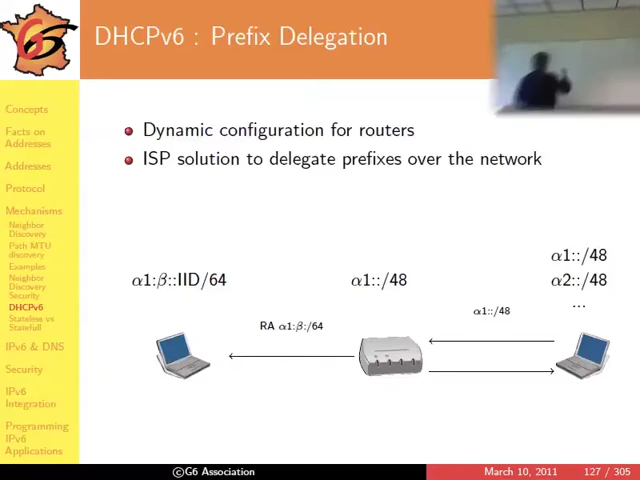 G6
DHCPv6 : Prefix Delegation
Concepts
Facts on
Addresses
Addresses
Protocol
Mechanisms
Neighbor
Discovery
Path MTU
discovery
Examples
Neighbor
Discovery
Security
DHCPv6
Stateless vs
Statefull
IPv6 & DNS
Security
IPv6
Integration
Programming
IPv6
Applications
Dynamic configuration for routers
ISP solution to delegate prefixes over the network
α1::/48
α1:β::IID/64 α1::/48 α2::/48
...
α1::/48
RA α1:β:/64
©G6 Association March 10, 2011 127 / 305